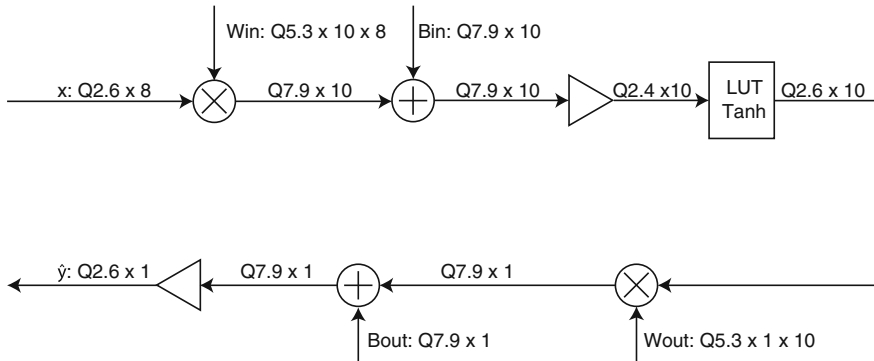 Win: Q5.3 x 10 x 8
Bin: Q7.9 x 10
x: Q2.6 x 8
Q7.9 x 10
Q7.9 x 10
Q2.4 x10
LUT
Tanh
Q2.6 x 10
ŷ: Q2.6 x 1
Q7.9 x 1
Q7.9 x 1
Bout: Q7.9 x 1
Wout: Q5.3 x 1 x 10